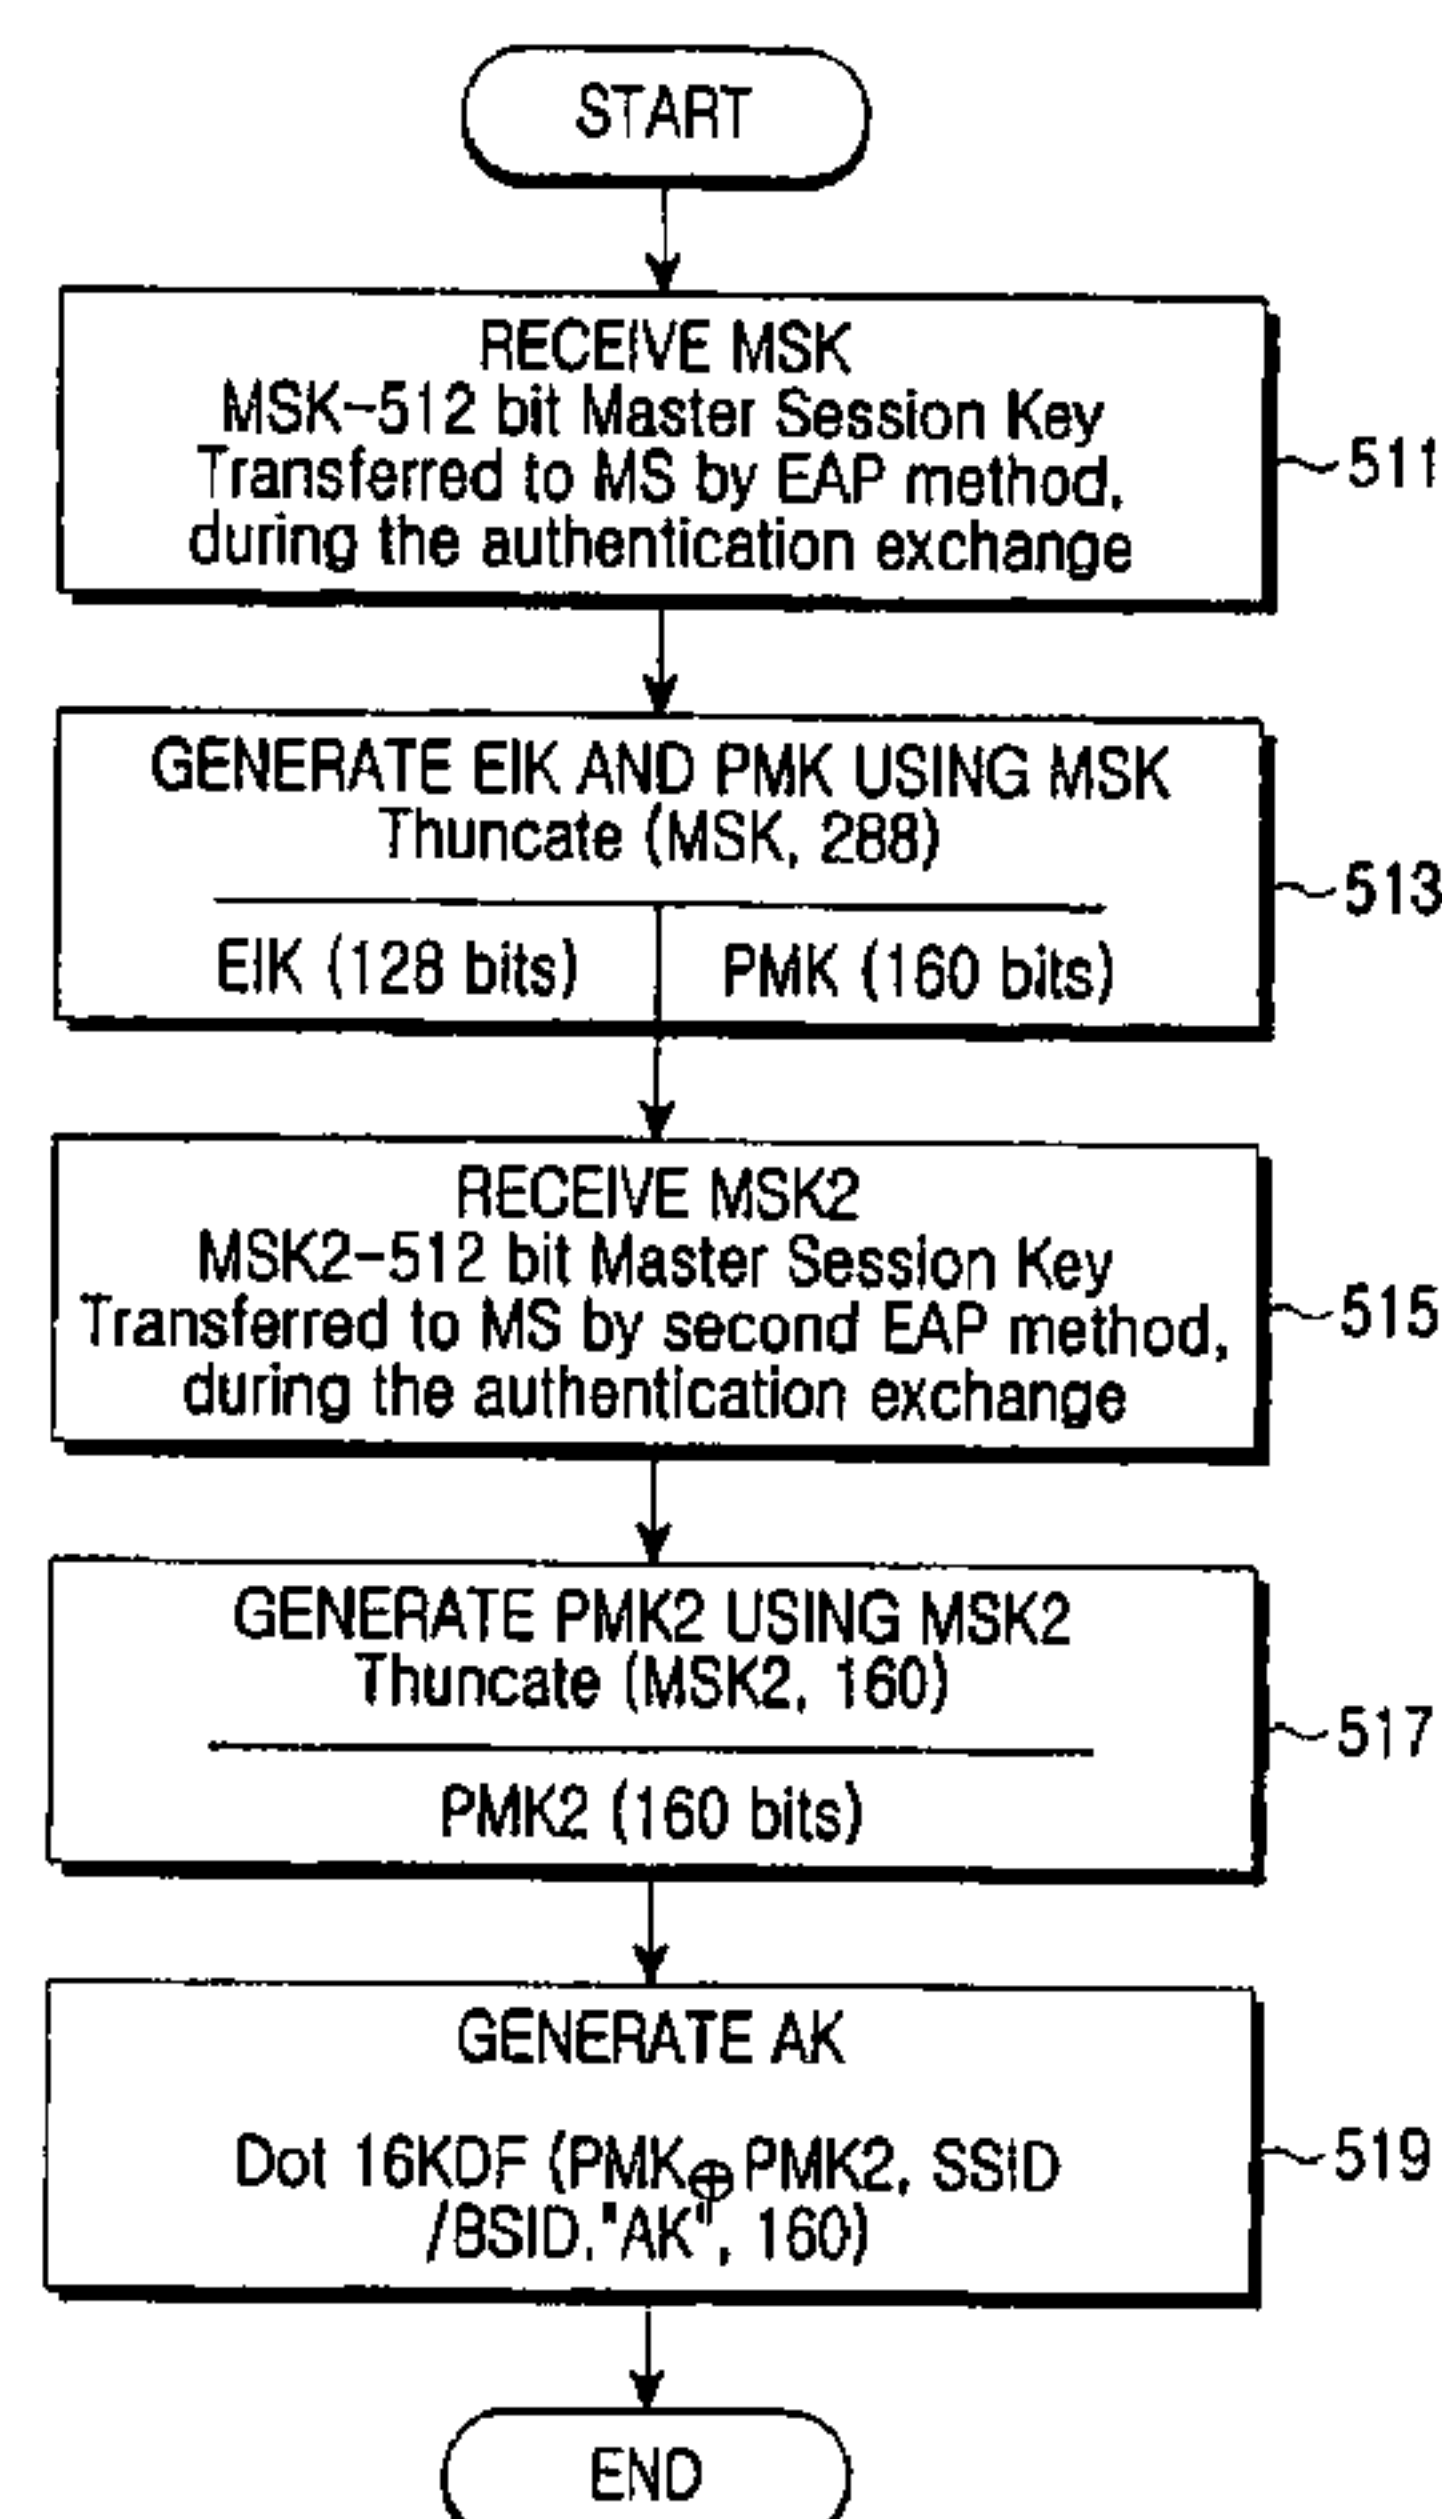 START
RECEIVE MSK
MSK-512 bit Master Session Key
Transferred to MS by EAP method,
during the authentication exchange
511
GENERATE EIK AND PMK USING MSK
Thuncate (MSK, 288)
EIK (128 bits)
PMK (160 bits)
513
RECEIVE MSK2
MSK2-512 bit Master Session Key
Transferred to MS by second EAP method,
during the authentication exchange
515
GENERATE PMK2 USING MSK2
Thuncate (MSK2, 160)
PMK2 (160 bits)
517
GENERATE AK
Dot 16KDF (PMK⊕PMK2, SSID
/BSID,"AK", 160)
519
END